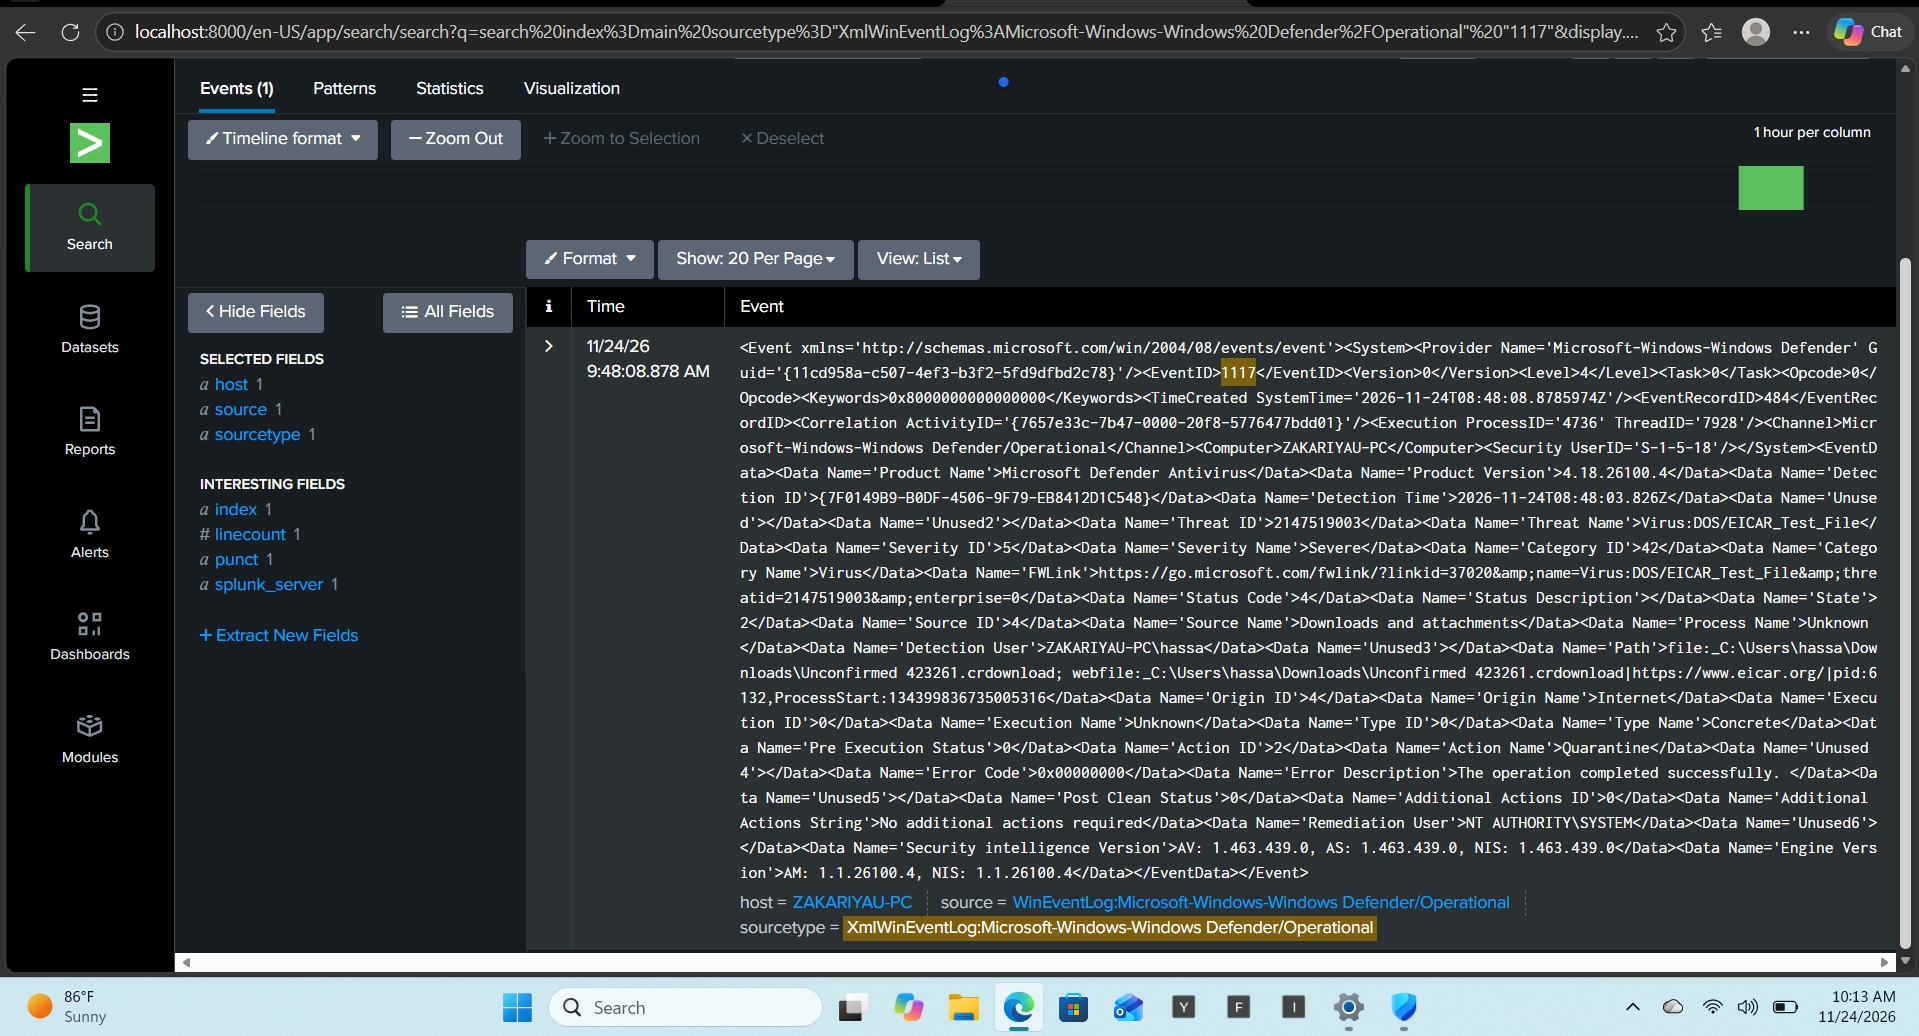 localhost:8000/en-US/app/search/search?q=search%20index%3Dmain%20sourcetype%3D"XmlWinEventLog%3AMicrosoft-Windows-Windows%20Defender%2FOperational"%20"1117"&display....
Chat
Events (1)
Patterns
Statistics
Visualization
Timeline format
Zoom Out
+ Zoom to Selection
× Deselect
1 hour per column
Search
Datasets
Reports
Alerts
Dashboards
Modules
Format
Show: 20 Per Page
View: List
< Hide Fields
All Fields
SELECTED FIELDS
a host 1
a source 1
a sourcetype 1
INTERESTING FIELDS
a index 1
# linecount 1
a punct 1
a splunk_server 1
+ Extract New Fields
i
Time
Event
11/24/26
9:48:08.878 AM
<Event xmlns='http://schemas.microsoft.com/win/2004/08/events/event'><System><Provider Name='Microsoft-Windows-Windows Defender' G
uid='{11cd958a-c507-4ef3-b3f2-5fd9dfbd2c78}'/><EventID>1117</EventID><Version>0</Version><Level>4</Level><Task>0</Task><Opcode>0</
Opcode><Keywords>0x8000000000000000</Keywords><TimeCreated SystemTime='2026-11-24T08:48:08.8785974Z'/><EventRecordID>484</EventRec
ordID><Correlation ActivityID='{7657e33c-7b47-0000-20f8-5776477bdd01}'/><Execution ProcessID='4736' ThreadID='7928'/><Channel>Micr
osoft-Windows-Windows Defender/Operational</Channel><Computer>ZAKARIYAU-PC</Computer><Security UserID='S-1-5-18'/></System><EventD
ata><Data Name='Product Name'>Microsoft Defender Antivirus</Data><Data Name='Product Version'>4.18.26100.4</Data><Data Name='Detec
tion ID'>{7F0149B9-B0DF-4506-9F79-EB8412D1C548}</Data><Data Name='Detection Time'>2026-11-24T08:48:03.826Z</Data><Data Name='Unuse
d'></Data><Data Name='Unused2'></Data><Data Name='Threat ID'>2147519003</Data><Data Name='Threat Name'>Virus:DOS/EICAR_Test_File</
Data><Data Name='Severity ID'>5</Data><Data Name='Severity Name'>Severe</Data><Data Name='Category ID'>42</Data><Data Name='Catego
ry Name'>Virus</Data><Data Name='FWLink'>https://go.microsoft.com/fwlink/?linkid=37020&amp;name=Virus:DOS/EICAR_Test_File&amp;thre
atid=2147519003&amp;enterprise=0</Data><Data Name='Status Code'>4</Data><Data Name='Status Description'></Data><Data Name='State'>
2</Data><Data Name='Source ID'>4</Data><Data Name='Source Name'>Downloads and attachments</Data><Data Name='Process Name'>Unknown
</Data><Data Name='Detection User'>ZAKARIYAU-PC\hassa</Data><Data Name='Unused3'></Data><Data Name='Path'>file:_C:\Users\hassa\Dow
nloads\Unconfirmed 423261.crdownload; webfile:_C:\Users\hassa\Downloads\Unconfirmed 423261.crdownload|https://www.eicar.org/|pid:6
132,ProcessStart:134399836735005316</Data><Data Name='Origin ID'>4</Data><Data Name='Origin Name'>Internet</Data><Data Name='Execu
tion ID'>0</Data><Data Name='Execution Name'>Unknown</Data><Data Name='Type ID'>0</Data><Data Name='Type Name'>Concrete</Data><Dat
a Name='Pre Execution Status'>0</Data><Data Name='Action ID'>2</Data><Data Name='Action Name'>Quarantine</Data><Data Name='Unused
4'></Data><Data Name='Error Code'>0x00000000</Data><Data Name='Error Description'>The operation completed successfully. </Data><Da
ta Name='Unused5'></Data><Data Name='Post Clean Status'>0</Data><Data Name='Additional Actions ID'>0</Data><Data Name='Additional
Actions String'>No additional actions required</Data><Data Name='Remediation User'>NT AUTHORITY\SYSTEM</Data><Data Name='Unused6'>
</Data><Data Name='Security intelligence Version'>AV: 1.463.439.0, AS: 1.463.439.0, NIS: 1.463.439.0</Data><Data Name='Engine Vers
ion'>AM: 1.1.26100.4, NIS: 1.1.26100.4</Data></EventData></Event>
host = ZAKARIYAU-PC source = WinEventLog:Microsoft-Windows-Windows Defender/Operational
sourcetype = XmlWinEventLog:Microsoft-Windows-Windows Defender/Operational
86°F
Sunny
Search
Y
F
I
10:13 AM
11/24/2026